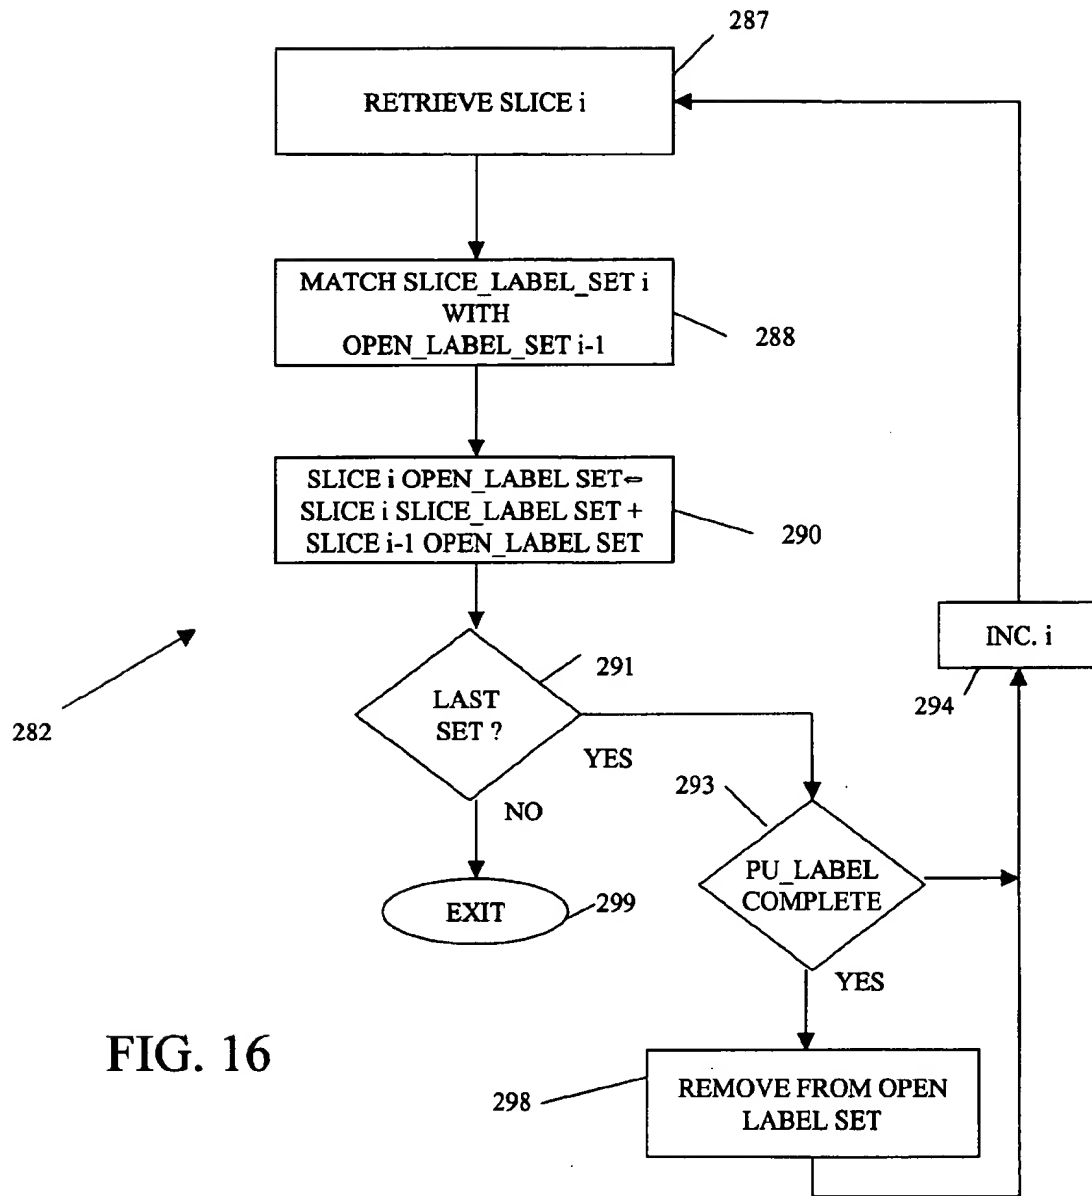 287
RETRIEVE SLICE i
MATCH SLICE_LABEL_SET i
WITH
OPEN_LABEL_SET i-1
288
SLICE i OPEN_LABEL SET=
SLICE i SLICE_LABEL SET +
SLICE i-1 OPEN_LABEL SET
290
INC. i
294
282
LAST
SET ?
291
YES
NO
293
PU_LABEL
COMPLETE
EXIT
299
YES
FIG. 16
298
REMOVE FROM OPEN
LABEL SET